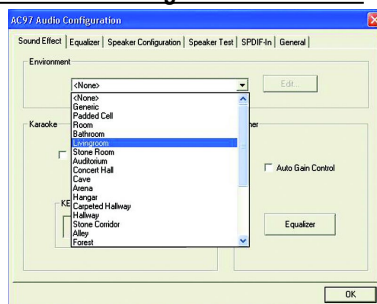 AC97 Audio Configuration
Sound Effect Equalizer Speaker Configuration Speaker Test SPDIF-In General
Environment
<None>
Edit...
<None>
Generic
Padded Cell
Room
Bathroom
Livingroom
Stone Room
Auditorium
Concert Hall
Cave
Arena
Hangar
Carpeted Hallway
Hallway
Stone Corridor
Alley
Forest
Karaoke
KE
her
Auto Gain Control
Equalizer
OK